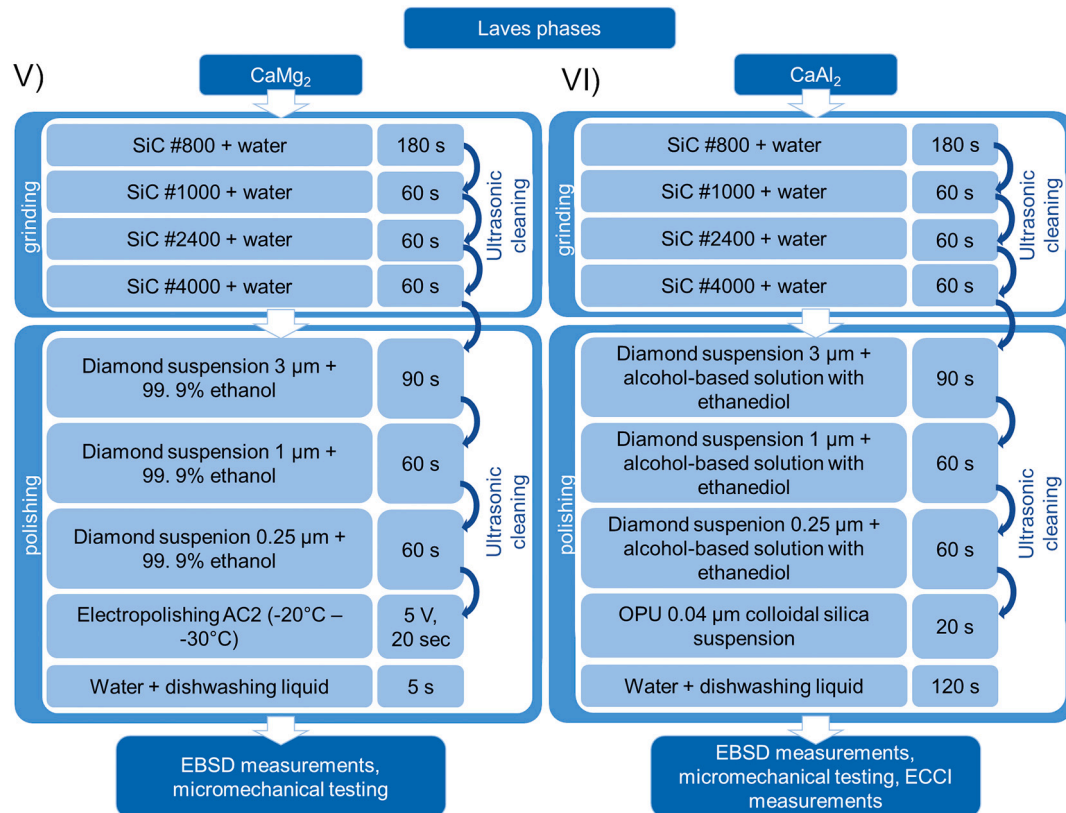 Laves phases
V)
CaMg₂
grinding
SiC #800 + water
180 s
SiC #1000 + water
60 s
SiC #2400 + water
60 s
SiC #4000 + water
60 s
Ultrasonic
cleaning
polishing
Diamond suspension 3 µm +
99. 9% ethanol
90 s
Diamond suspension 1 µm +
99. 9% ethanol
60 s
Diamond suspenion 0.25 µm +
99. 9% ethanol
60 s
Electropolishing AC2 (-20°C –
-30°C)
5 V,
20 sec
Water + dishwashing liquid
5 s
Ultrasonic
cleaning
EBSD measurements,
micromechanical testing
VI)
CaAl₂
grinding
SiC #800 + water
180 s
SiC #1000 + water
60 s
SiC #2400 + water
60 s
SiC #4000 + water
60 s
Ultrasonic
cleaning
polishing
Diamond suspension 3 µm +
alcohol-based solution with
ethanediol
90 s
Diamond suspension 1 µm +
alcohol-based solution with
ethanediol
60 s
Diamond suspenion 0.25 µm +
alcohol-based solution with
ethanediol
60 s
OPU 0.04 µm colloidal silica
suspension
20 s
Water + dishwashing liquid
120 s
Ultrasonic
cleaning
EBSD measurements,
micromechanical testing, ECCI
measurements